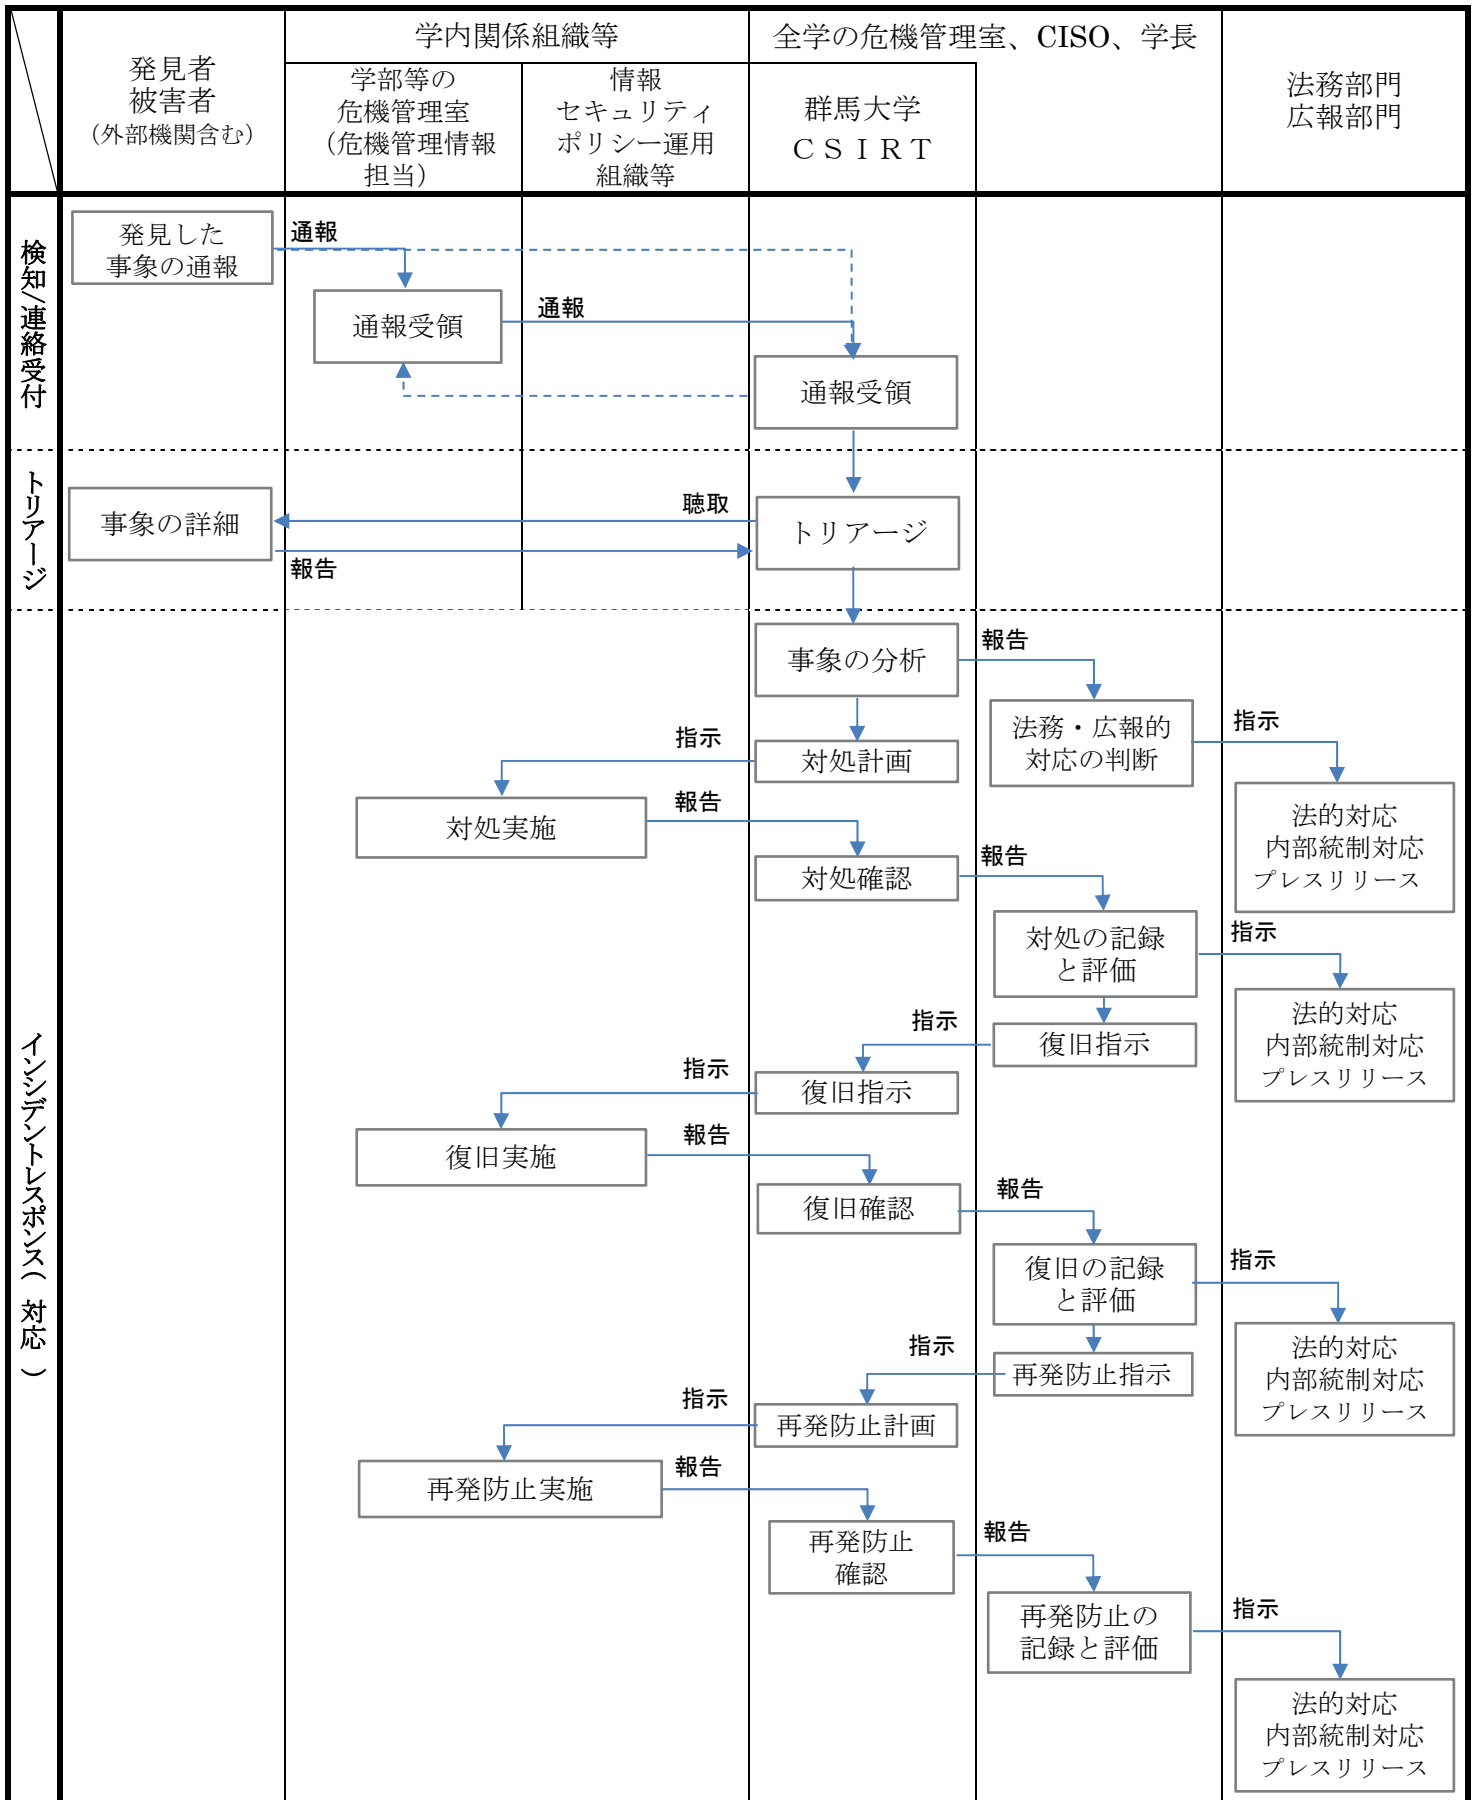 発見者
被害者
（外部機関含む）
学内関係組織等
学部等の
危機管理室
（危機管理情報
担当）
情報
セキュリティ
ポリシー運用
組織等
全学の危機管理室、CISO、学長
群馬大学
ＣＳＩＲＴ
法務部門
広報部門
検知/連絡受付
発見した
事象の通報
通報
通報受領
通報
通報受領
トリアージ
事象の詳細
聴取
報告
トリアージ
インシデントレスポンス（対応）
事象の分析
報告
法務・広報的
対応の判断
指示
法的対応
内部統制対応
プレスリリース
対処計画
指示
対処実施
報告
対処確認
報告
対処の記録
と評価
指示
法的対応
内部統制対応
プレスリリース
復旧指示
指示
復旧指示
指示
復旧実施
報告
復旧確認
報告
復旧の記録
と評価
指示
法的対応
内部統制対応
プレスリリース
再発防止指示
指示
再発防止計画
指示
再発防止実施
報告
再発防止
確認
報告
再発防止の
記録と評価
指示
法的対応
内部統制対応
プレスリリース